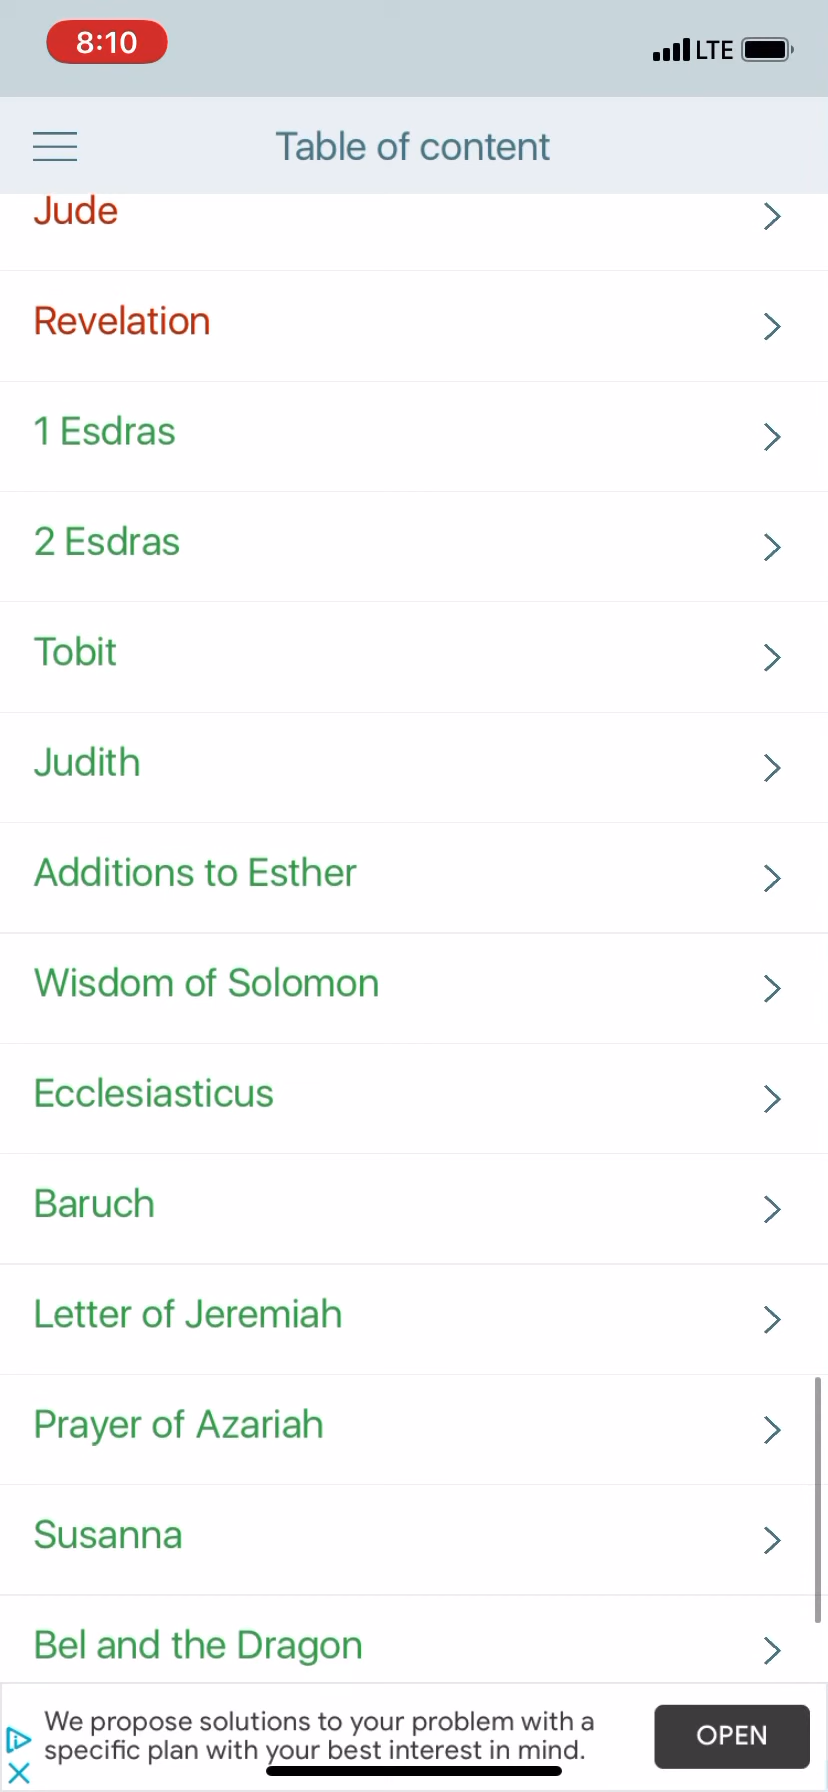 8:10
LTE
Table of content
Jude
Revelation
1 Esdras
2 Esdras
Tobit
Judith
Additions to Esther
Wisdom of Solomon
Ecclesiasticus
Baruch
Letter of Jeremiah
Prayer of Azariah
Susanna
Bel and the Dragon
We propose solutions to your problem with a
specific plan with your best interest in mind.
OPEN